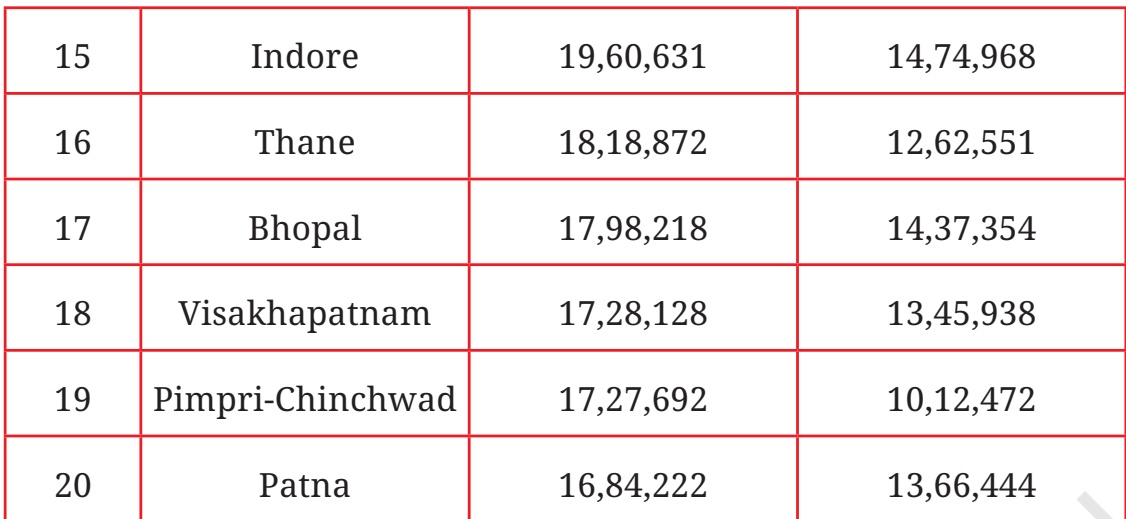 15 Indore 19,60,631 14,74,968
16 Thane 18,18,872 12,62,551
17 Bhopal 17,98,218 14,37,354
18 Visakhapatnam 17,28,128 13,45,938
19 Pimpri-Chinchwad 17,27,692 10,12,472
20 Patna 16,84,222 13,66,444